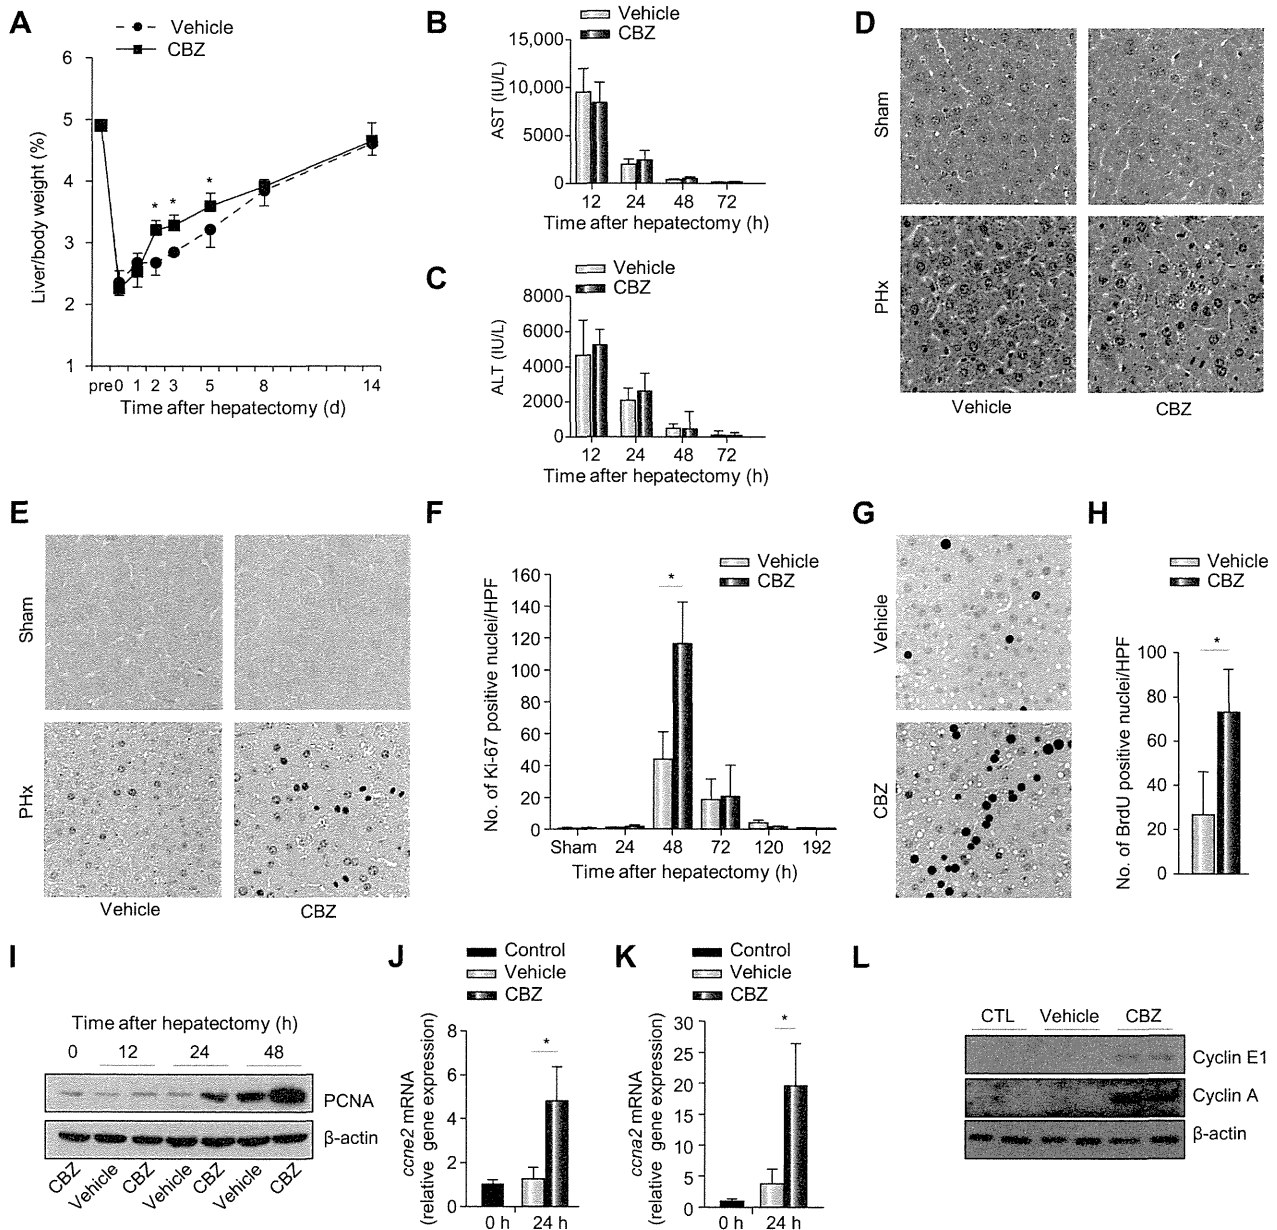 A
Vehicle
CBZ
Liver/body weight (%)
6
5
4
3
2
1
* * *
pre 0 1 2 3 5 8 14
Time after hepatectomy (d)
B
Vehicle
CBZ
AST (IU/L)
15,000
10,000
5000
0
12 24 48 72
Time after hepatectomy (h)
C
Vehicle
CBZ
ALT (IU/L)
8000
6000
4000
2000
0
12 24 48 72
Time after hepatectomy (h)
D
Sham
PHx
Vehicle CBZ
E
Sham
PHx
Vehicle CBZ
F
Vehicle
CBZ
No. of Ki-67 positive nuclei/HPF
160
140
120
100
80
60
40
20
0
*
Sham 24 48 72 120 192
Time after hepatectomy (h)
G
Vehicle
CBZ
H
Vehicle
CBZ
No. of BrdU positive nuclei/HPF
100
80
60
40
20
0
*
I
Time after hepatectomy (h)
0 12 24 48
PCNA
β-actin
CBZ Vehicle CBZ Vehicle CBZ Vehicle CBZ
J
Control
Vehicle
CBZ
ccne2 mRNA
(relative gene expression)
8
6
4
2
0
*
0 h 24 h
K
Control
Vehicle
CBZ
ccna2 mRNA
(relative gene expression)
30
25
20
15
10
5
0
*
0 h 24 h
L
CTL Vehicle CBZ
Cyclin E1
Cyclin A
β-actin